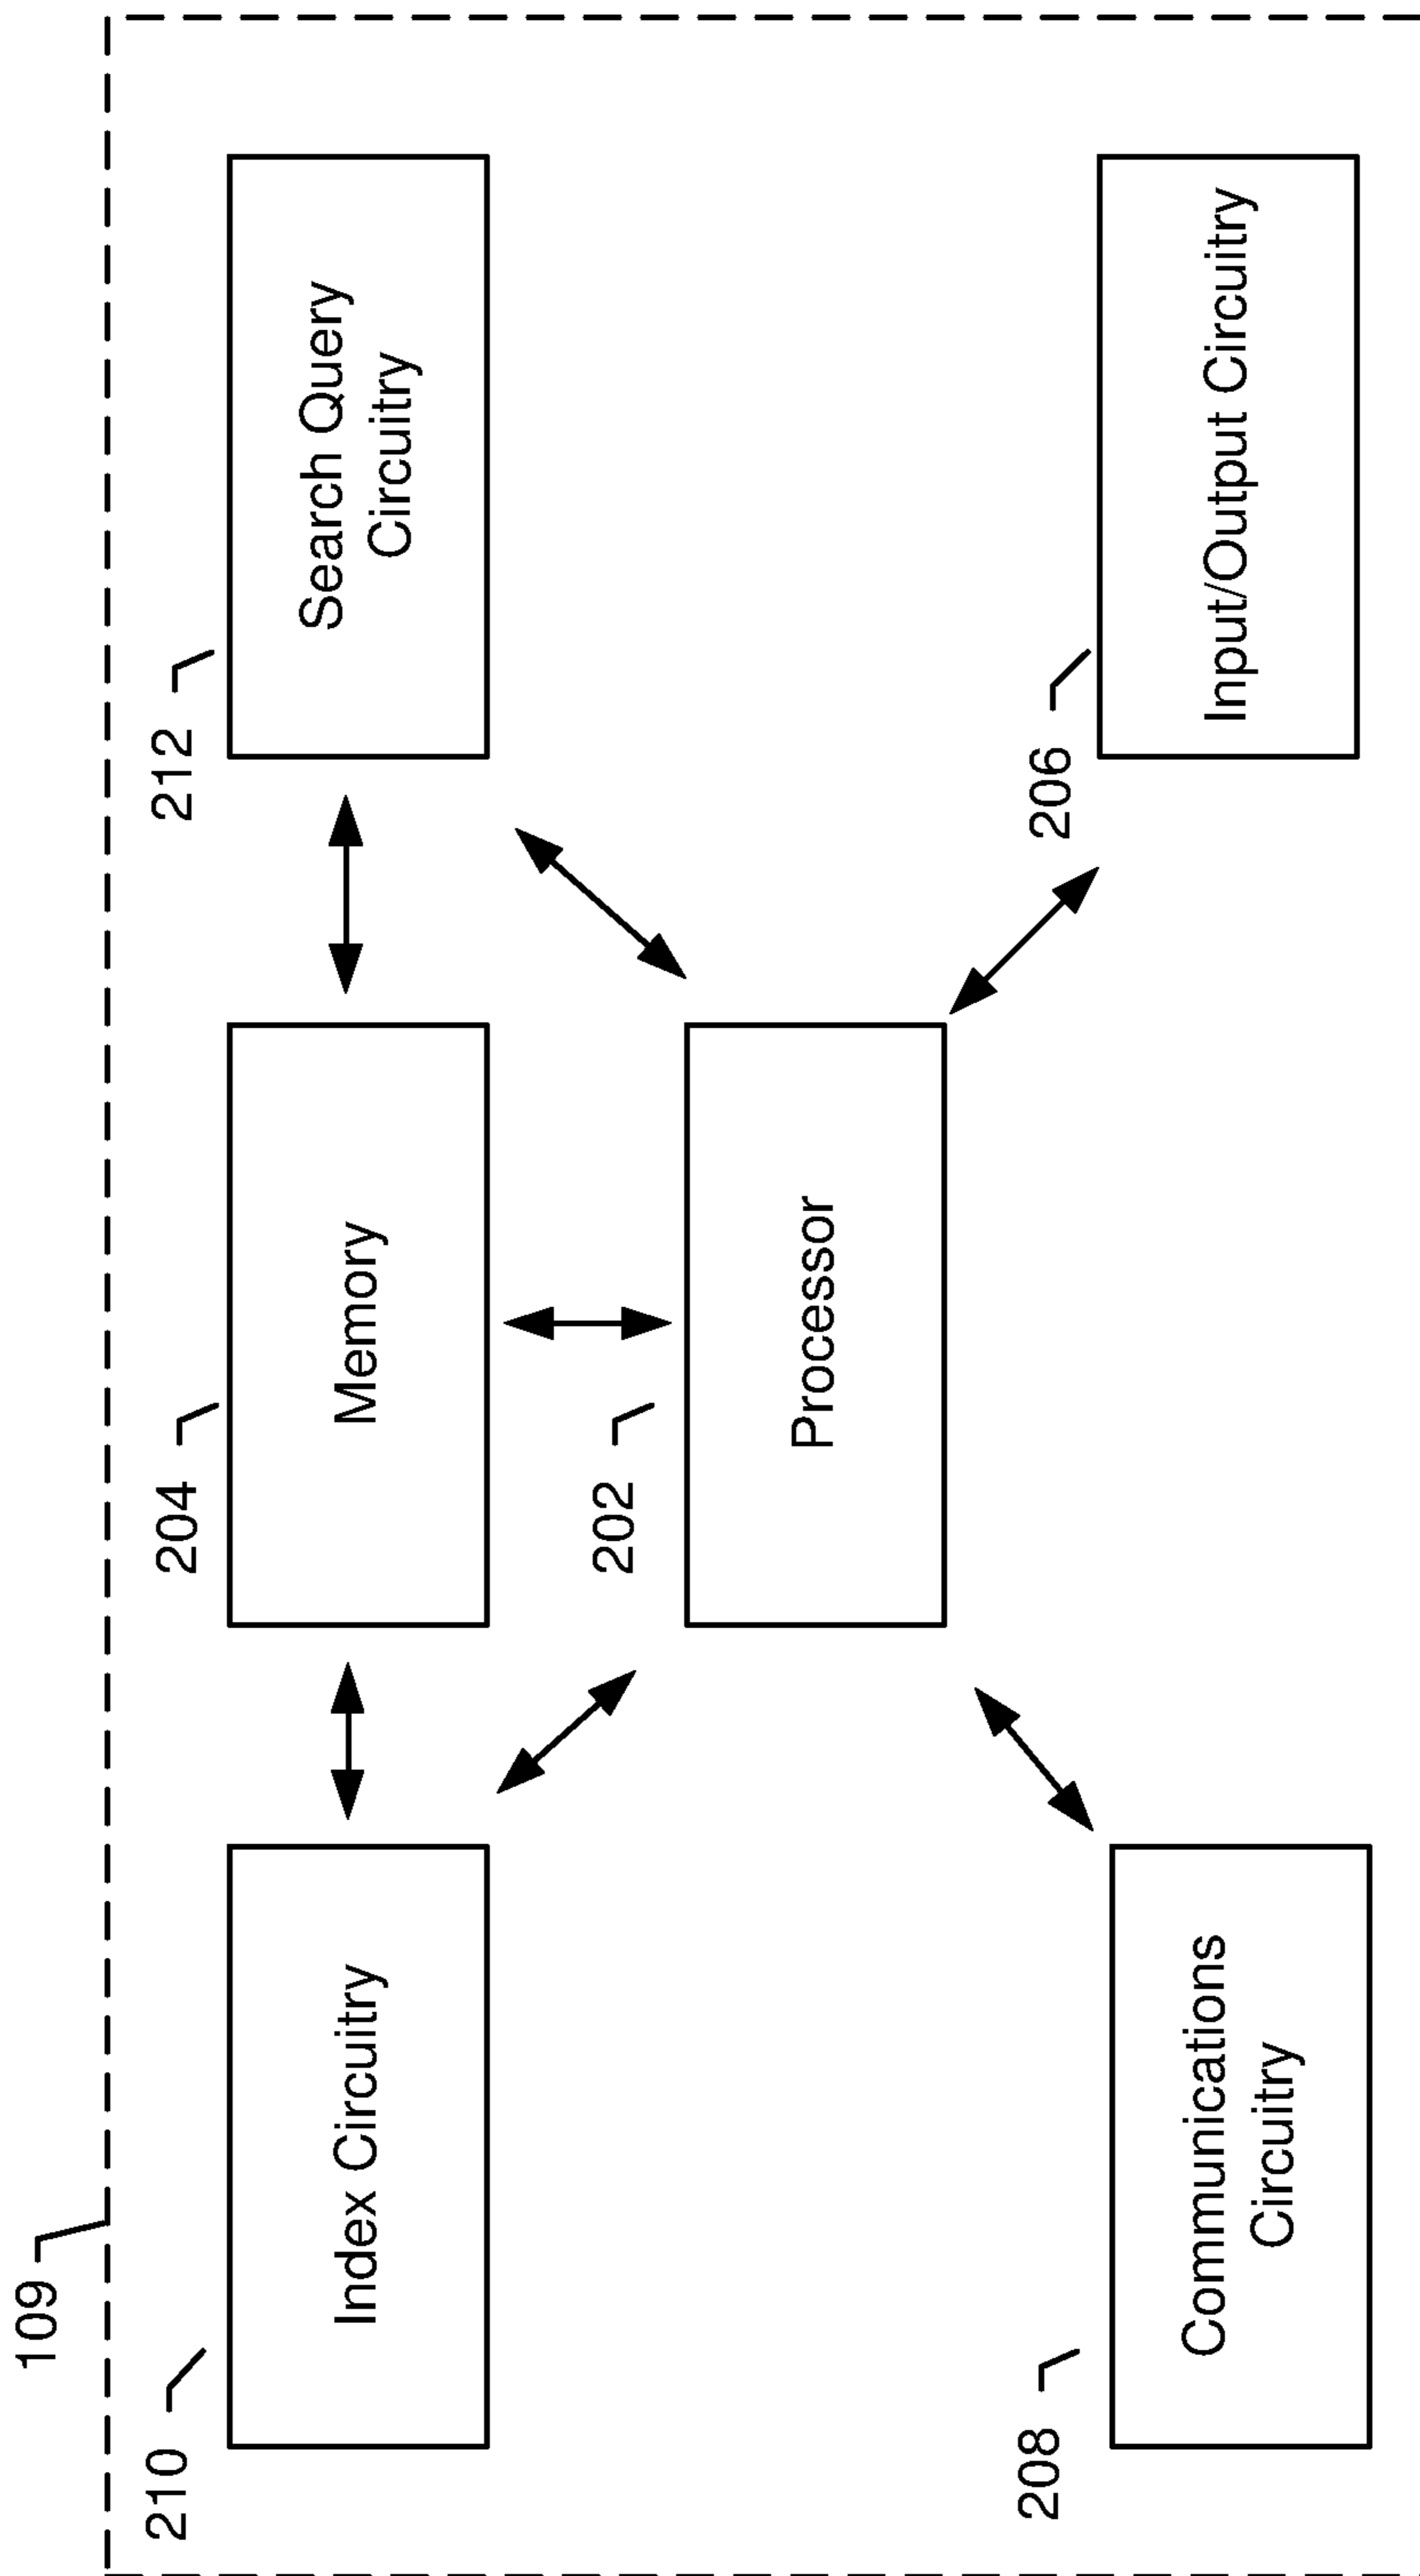 109
210
Index Circuitry
204
Memory
212
Search Query
Circuitry
202
Processor
208
Communications
Circuitry
206
Input/Output Circuitry